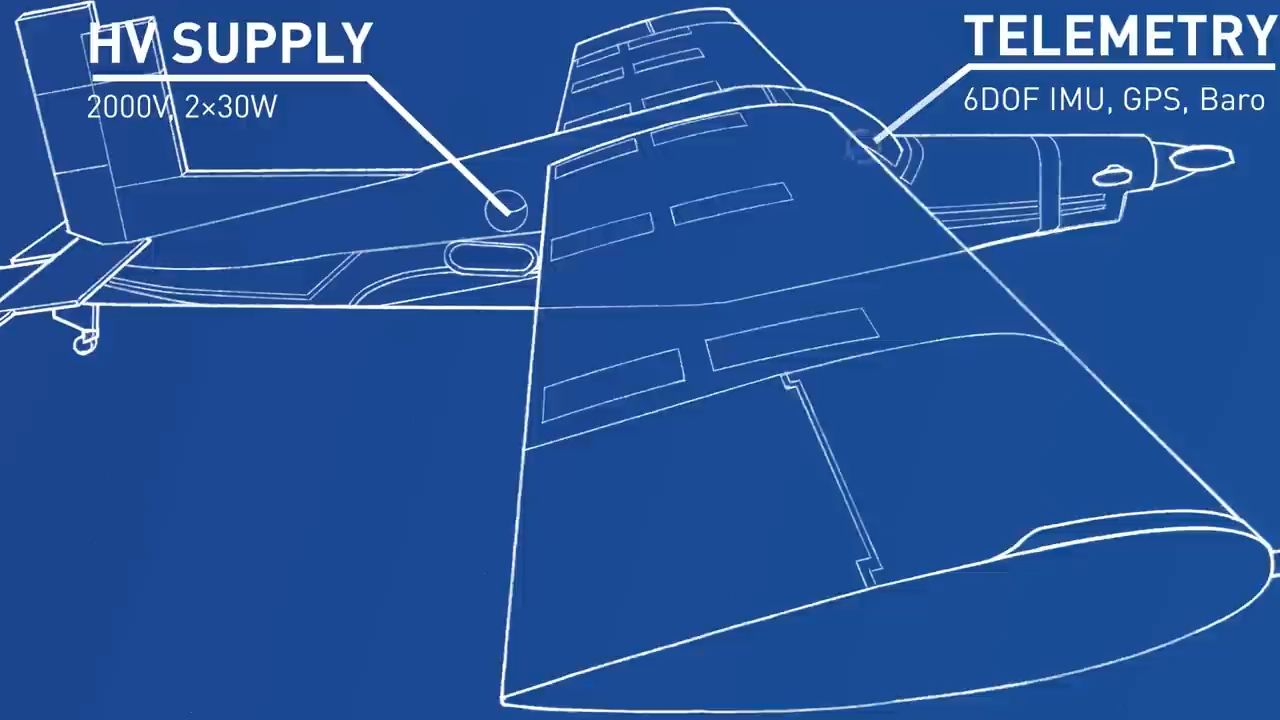 HV SUPPLY
2000V, 2×30W
TELEMETRY
6DOF IMU, GPS, Baro